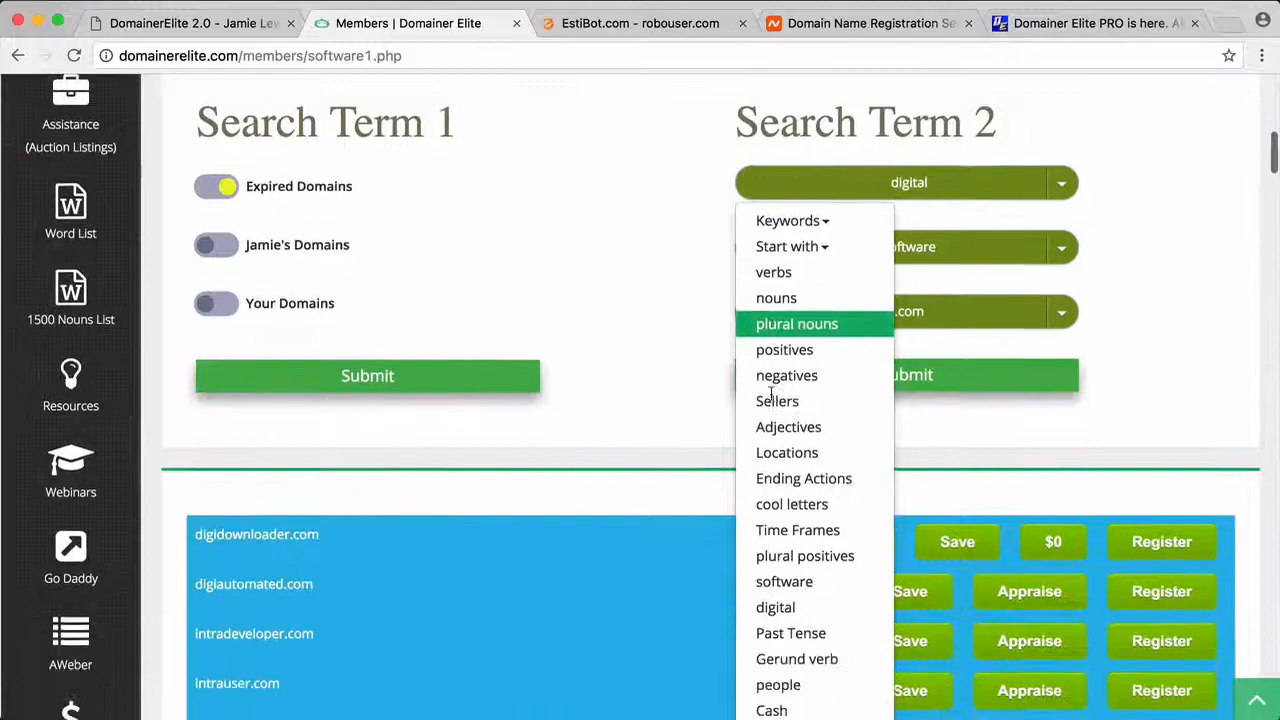 DomainerElite 2.0 - Jamie Lew
Members | Domainer Elite
EstiBot.com - robouser.com
Domain Name Registration Se
Domainer Elite PRO is here. A
domainerelite.com/members/software1.php
Assistance
(Auction Listings)
Word List
1500 Nouns List
Resources
Webinars
Go Daddy
AWeber
Search Term 1
Expired Domains
Jamie's Domains
Your Domains
Submit
Search Term 2
digital
oftware
.com
ubmit
Keywords
Start with
verbs
nouns
plural nouns
positives
negatives
Sellers
Adjectives
Locations
Ending Actions
cool letters
Time Frames
plural positives
software
digital
Past Tense
Gerund verb
people
Cash
digidownloader.com
Save $0 Register
digiautomated.com
Save Appraise Register
intradeveloper.com
Save Appraise Register
intrauser.com
Save Appraise Register